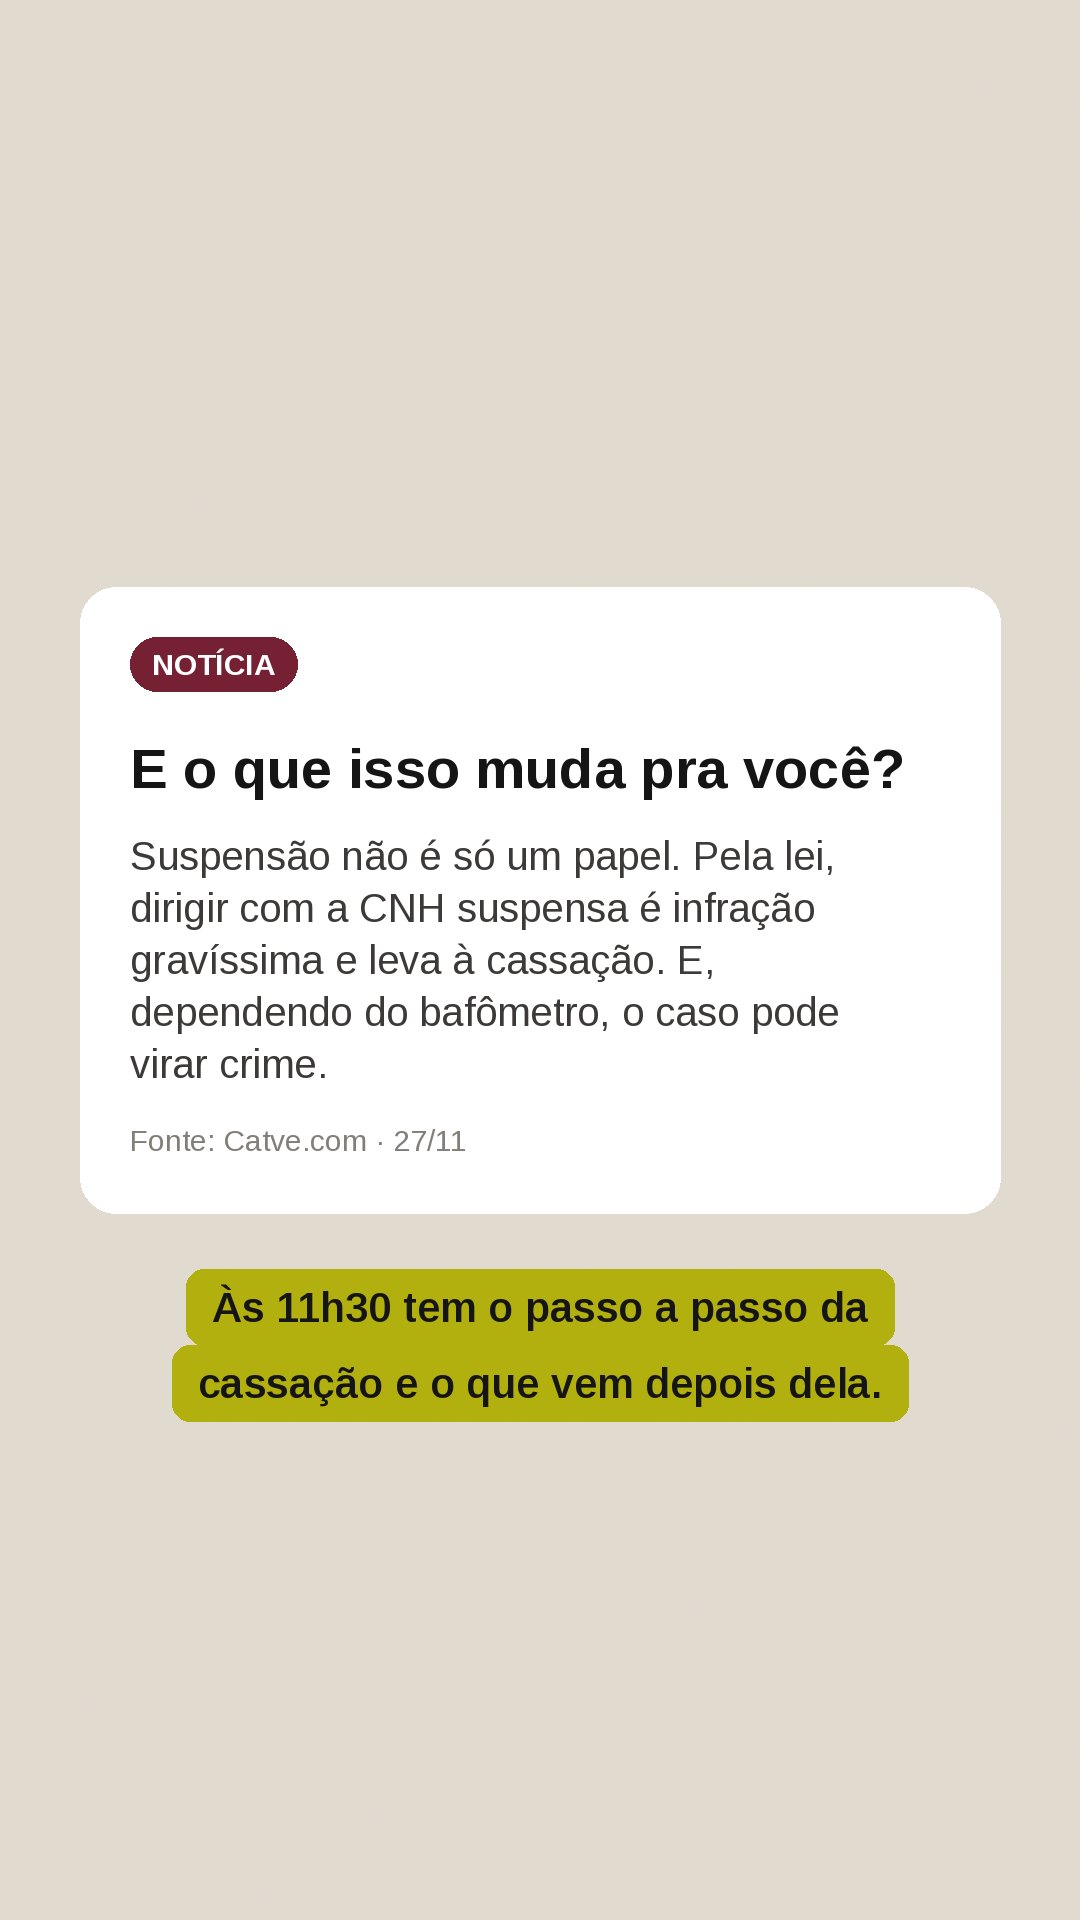 NOTÍCIA
E o que isso muda pra você?
Suspensão não é só um papel. Pela lei,
dirigir com a CNH suspensa é infração
gravíssima e leva à cassação. E,
dependendo do bafômetro, o caso pode
virar crime.
Fonte: Catve.com · 27/11
Às 11h30 tem o passo a passo da
cassação e o que vem depois dela.